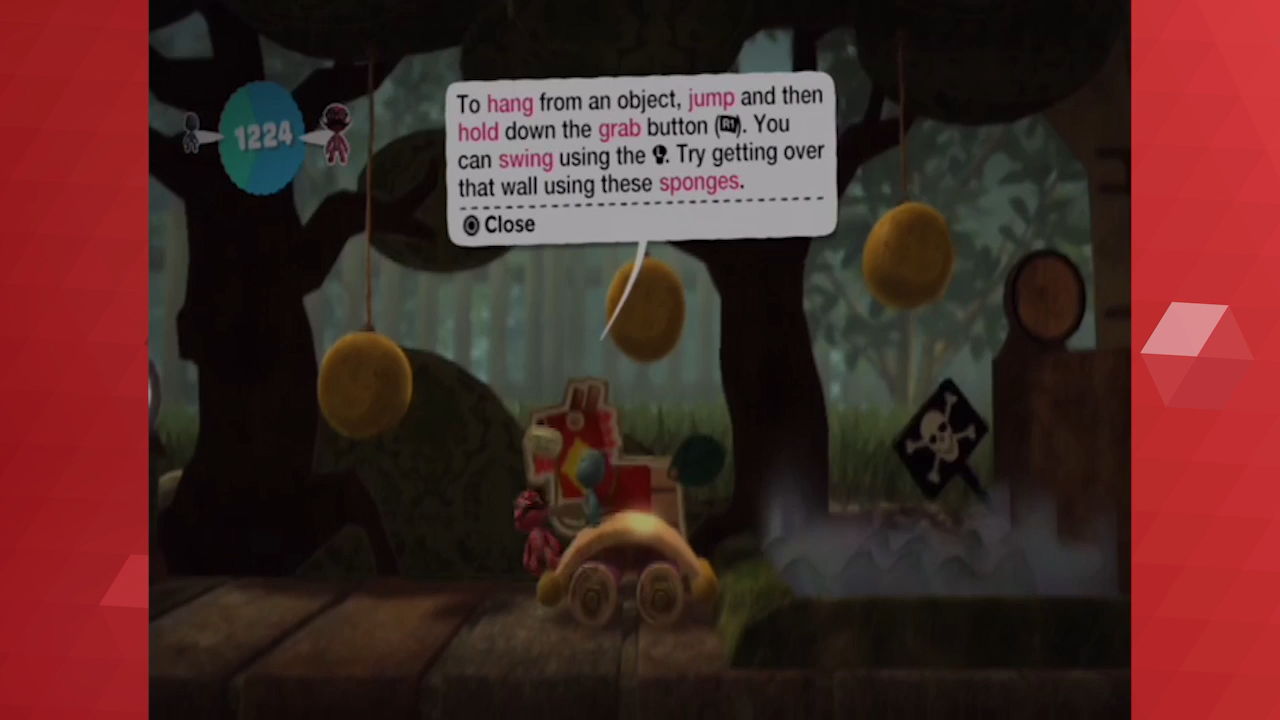 1224
To hang from an object, jump and then
hold down the grab button (R1). You
can swing using the . Try getting over
that wall using these sponges.
Close